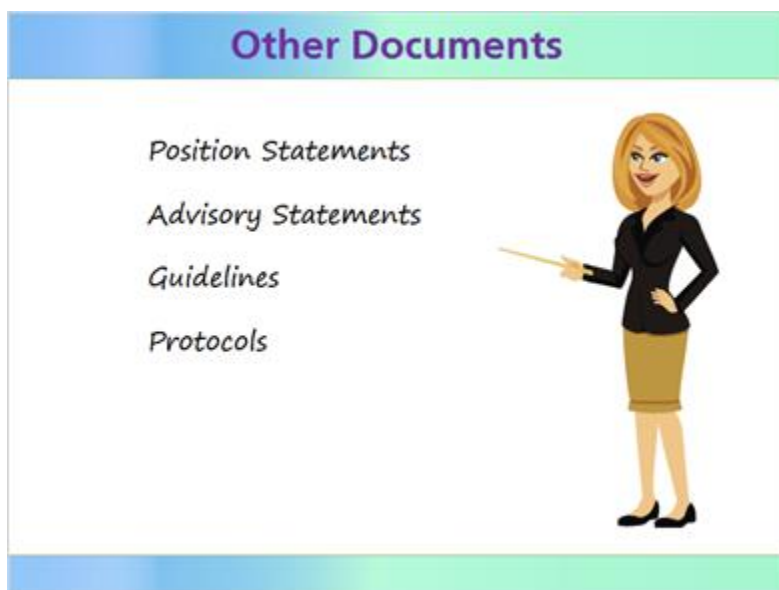 Other Documents
Position Statements
Advisory Statements
Guidelines
Protocols